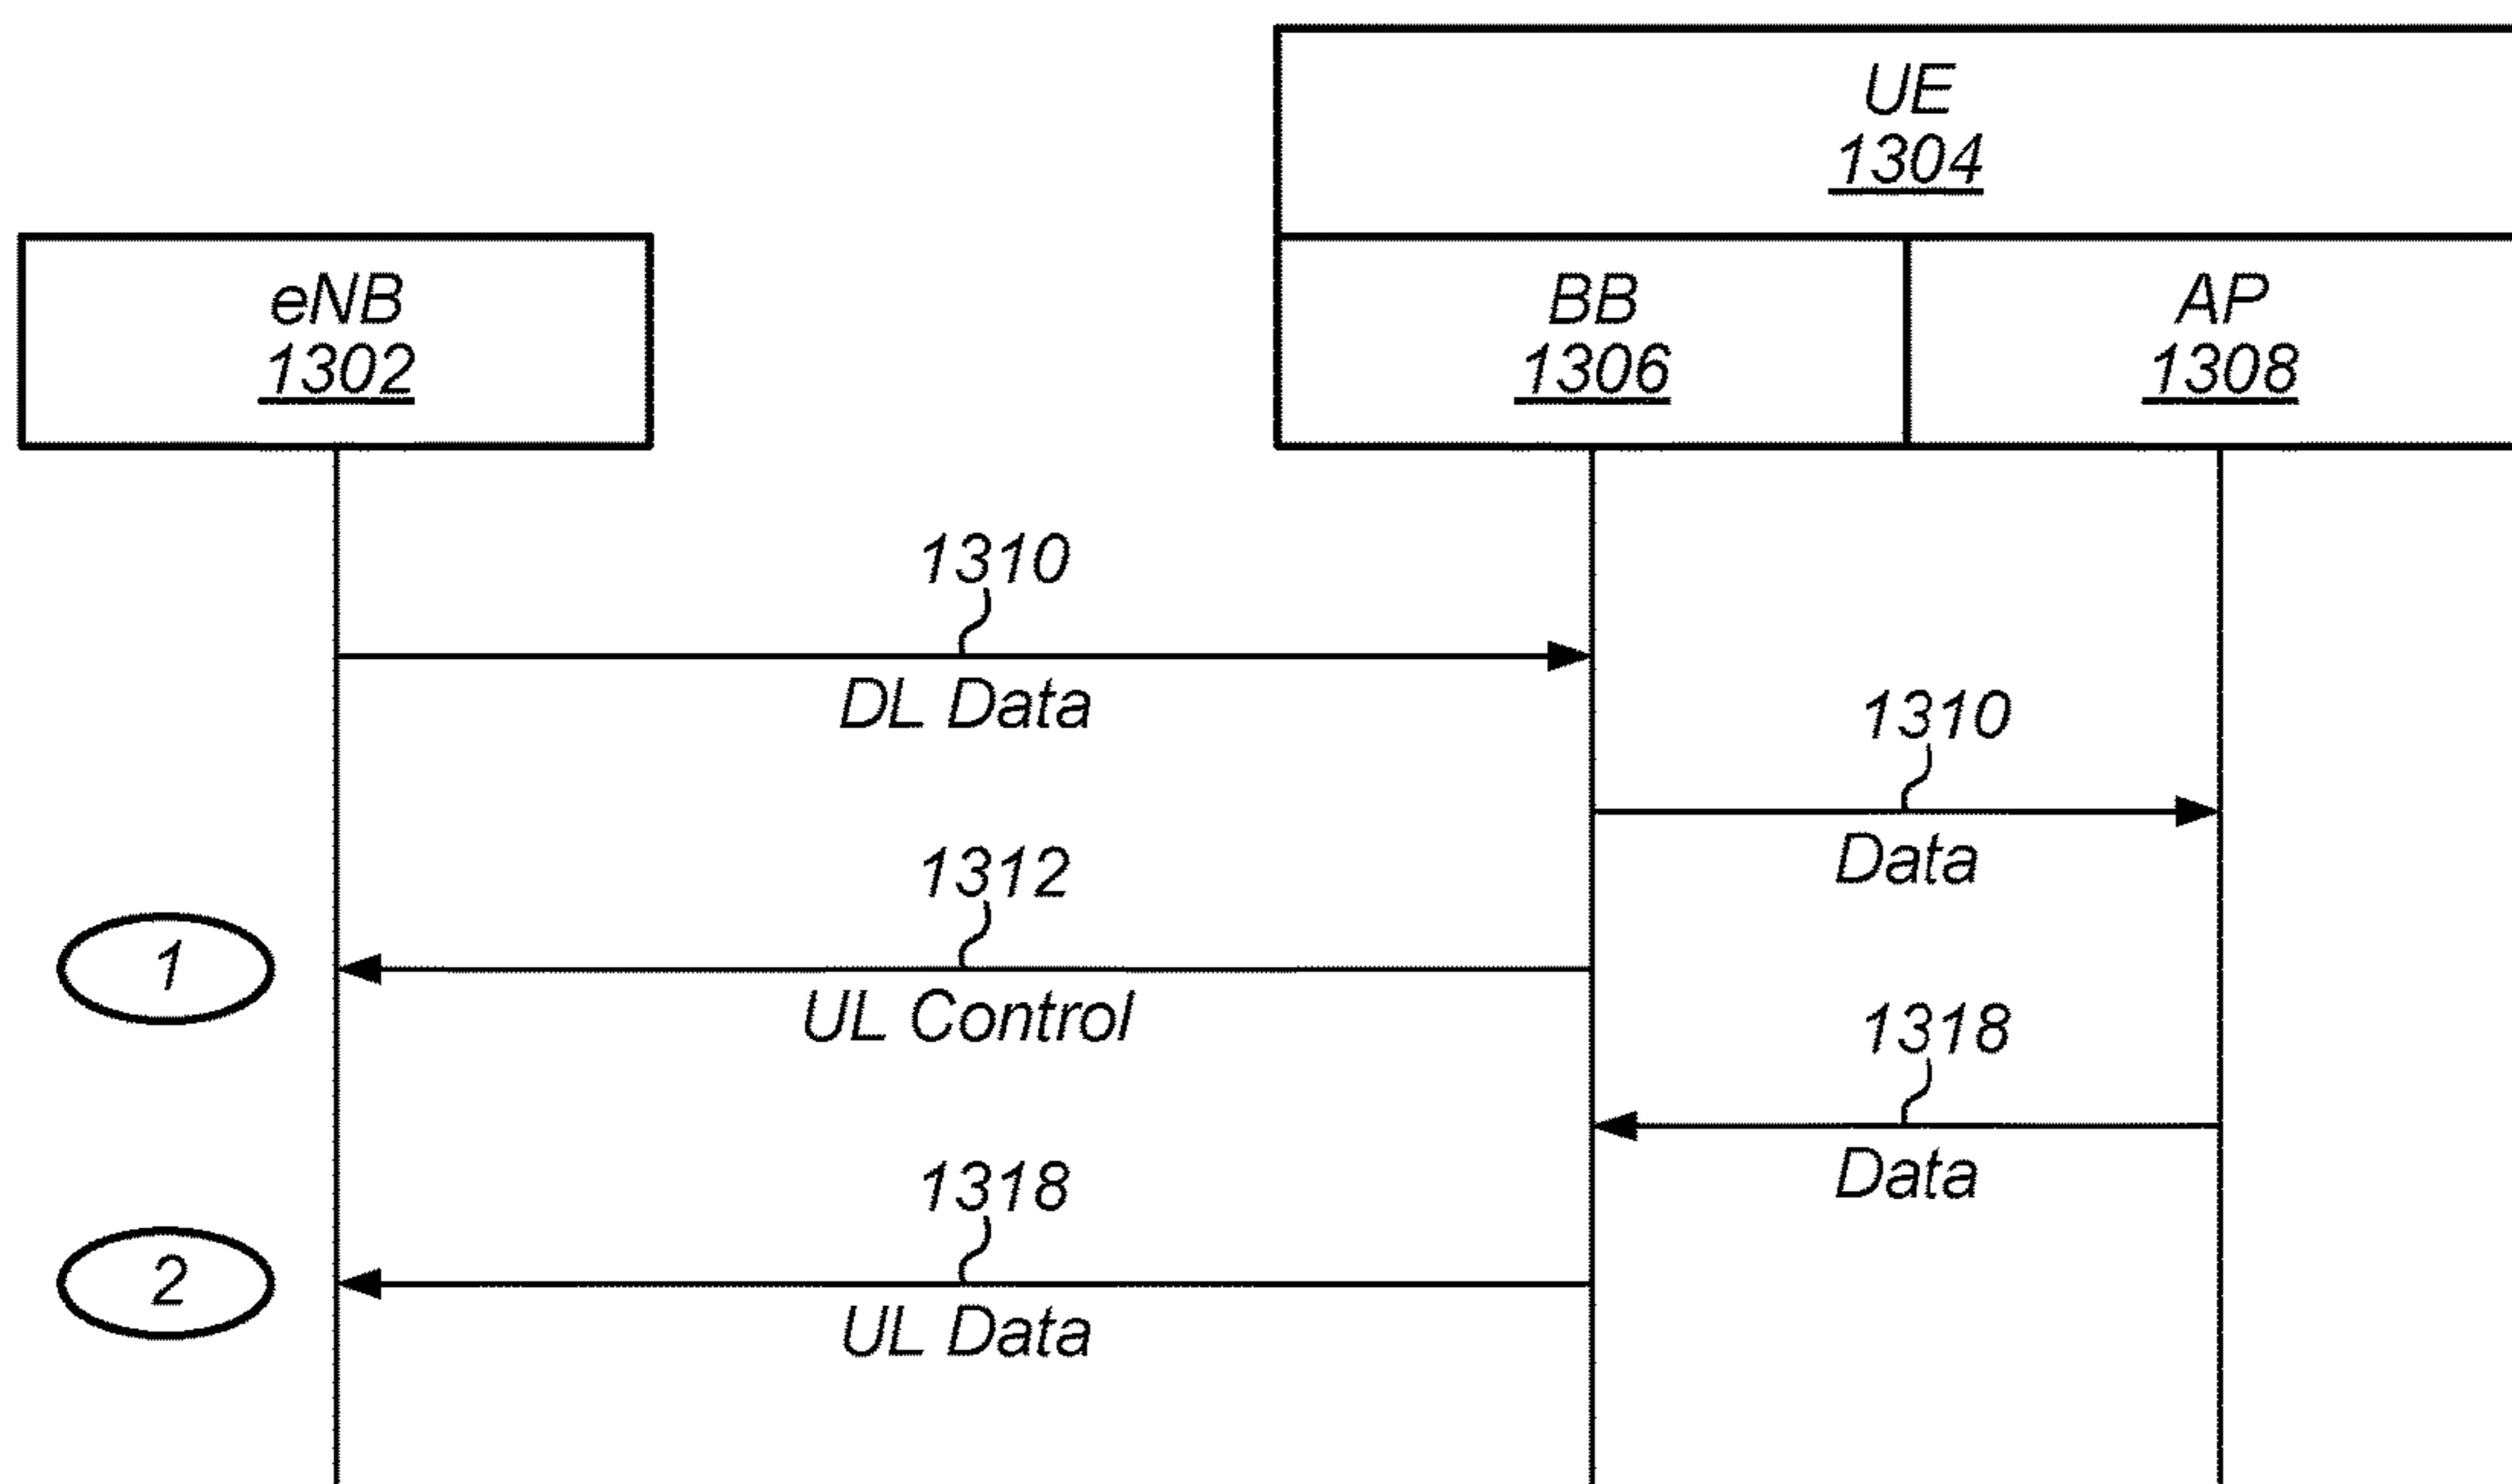 UE
1304
eNB
1302
BB
1306
AP
1308
1310
DL Data
1310
Data
1312
1
UL Control
1318
Data
1318
2
UL Data